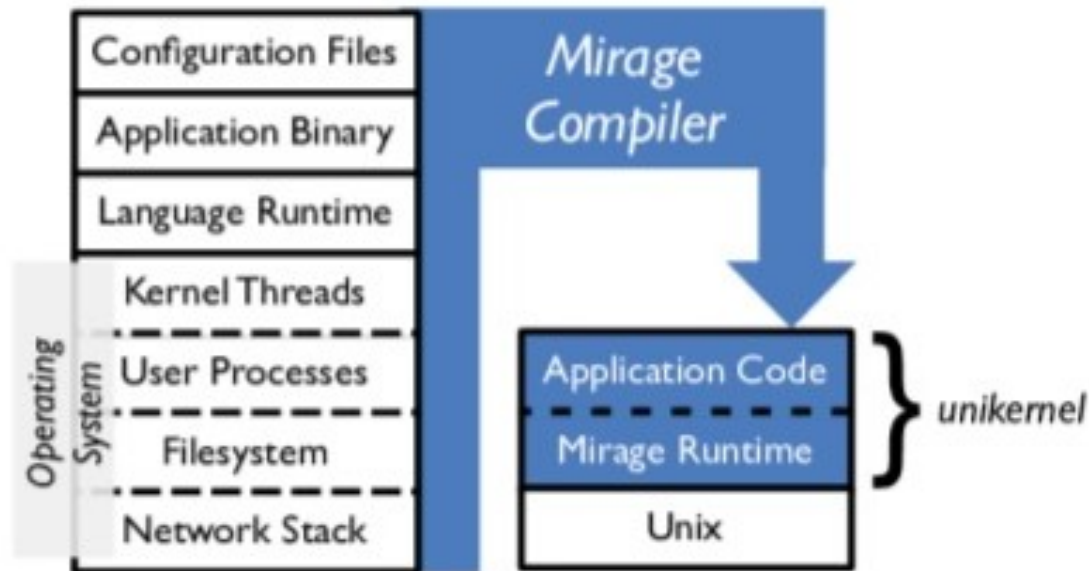 Configuration Files
Application Binary
Language Runtime
Kernel Threads
User Processes
Filesystem
Network Stack
Operating
System
Mirage
Compiler
Application Code
Mirage Runtime
Unix
unikernel